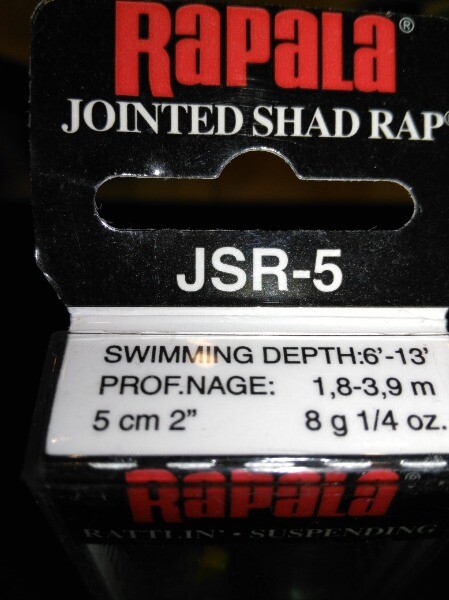 Rapala®
JOINTED SHAD RAP®
JSR-5
SWIMMING DEPTH:6'-13'
PROF.NAGE: 1,8-3,9 m
5 cm 2" 8 g 1/4 oz.
Rapala®
RATTLIN' • SUSPENDING